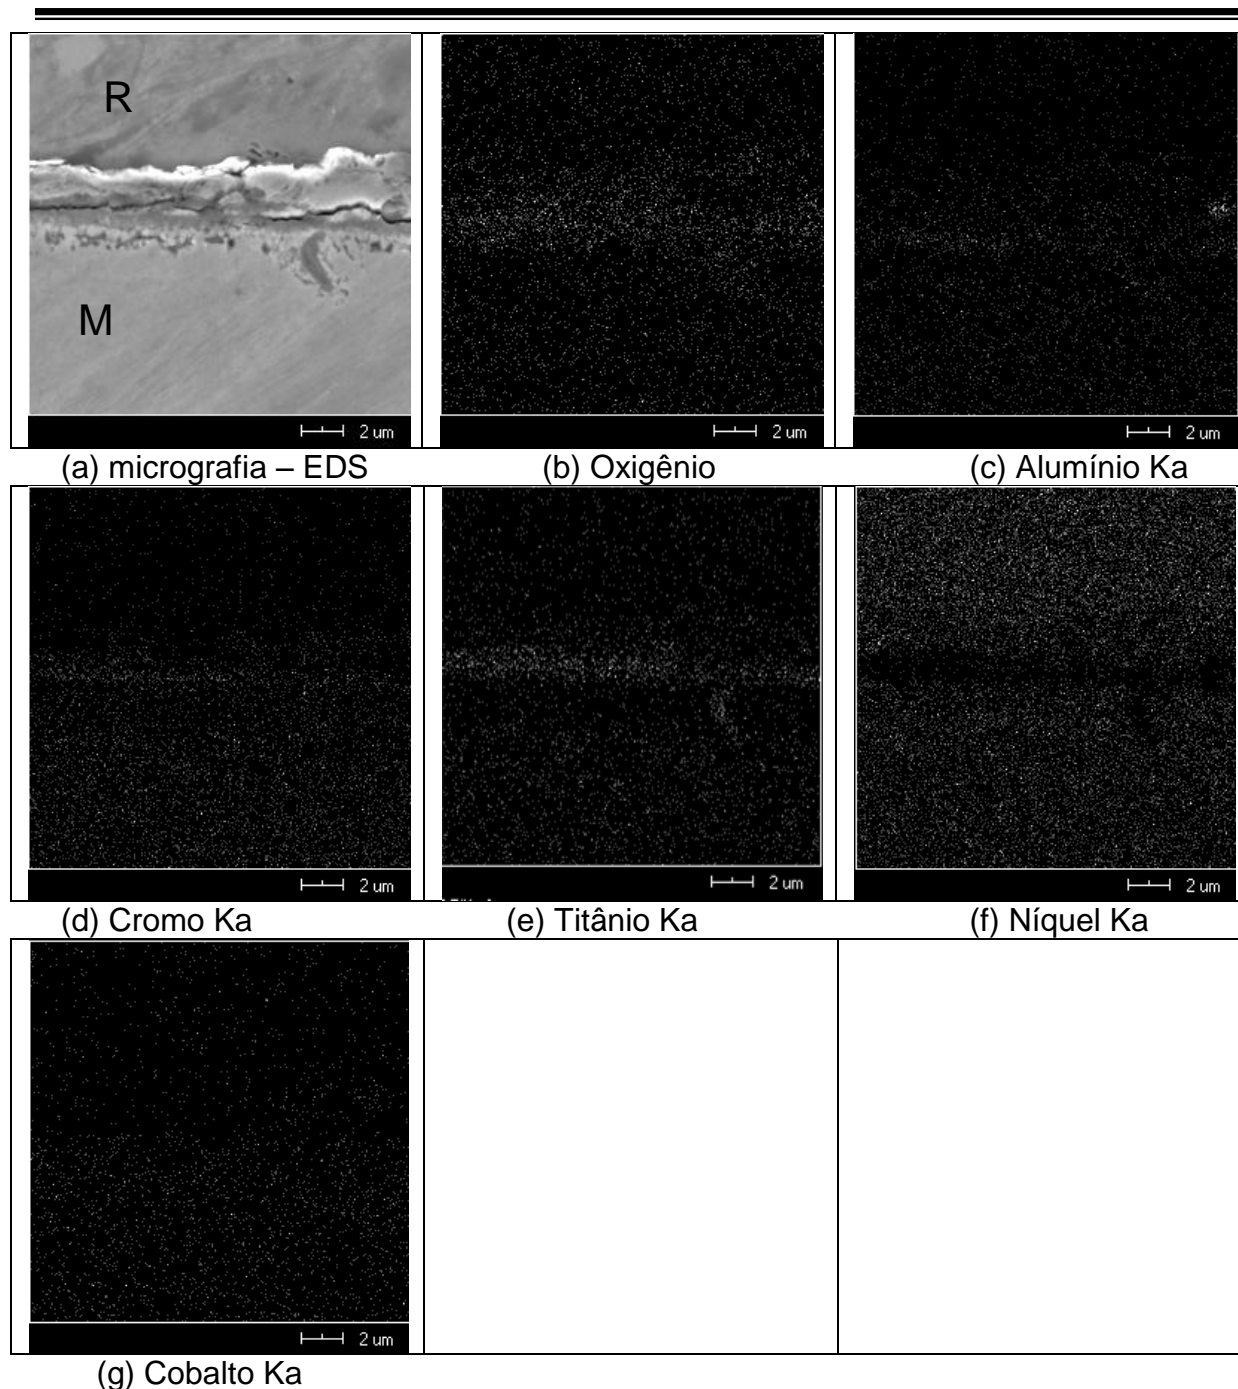 R
M
2 um
2 um
2 um
(a) micrografia – EDS
(b) Oxigênio
(c) Alumínio Ka
2 um
2 um
2 um
(d) Cromo Ka
(e) Titânio Ka
(f) Níquel Ka
2 um
(g) Cobalto Ka